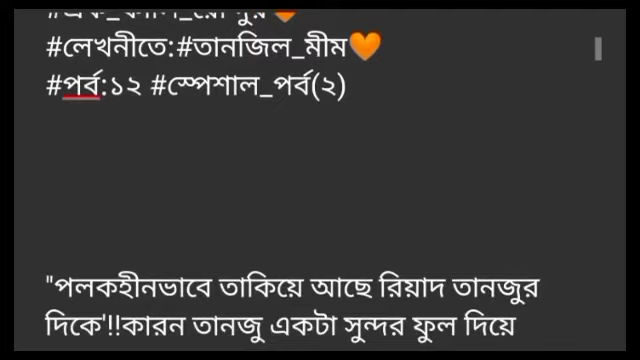 #লেখনীতে:#তানজিল_মীম🧡
#পর্ব:১২ #স্পেশাল_পর্ব(২)
"পলকহীনভাবে তাকিয়ে আছে রিয়াদ তানজুর
দিকে'!!কারন তানজু একটা সুন্দর ফুল দিয়ে